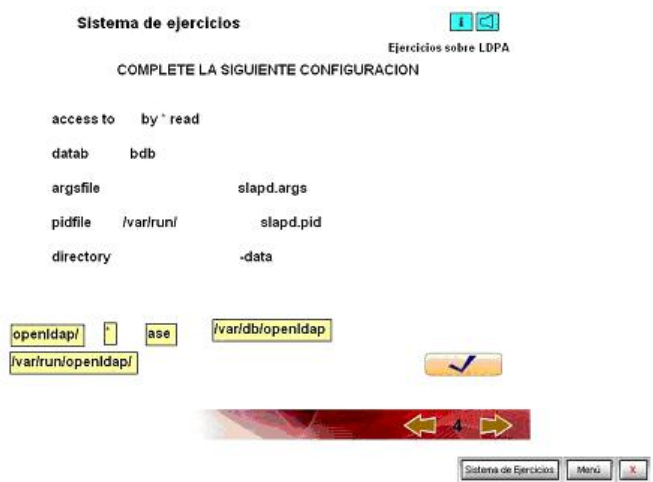 Sistema de ejercicios
i
Ejercicios sobre LDPA
COMPLETE LA SIGUIENTE CONFIGURACION
access to by * read
datab bdb
argsfile slapd.args
pidfile /var/run/ slapd.pid
directory -data
openldap/ * ase /var/db/openldap
/var/run/openldap/
4
Sistema de Ejercicios Menú X